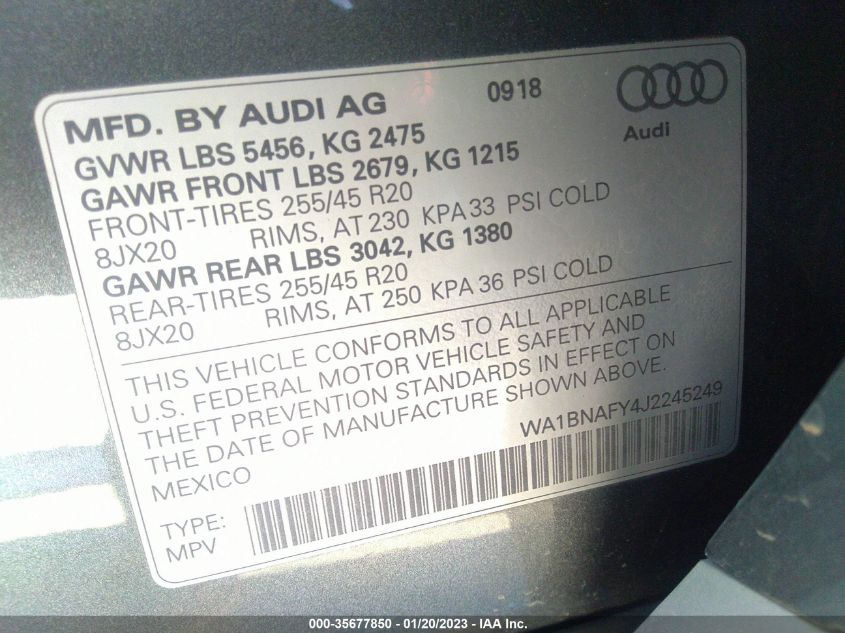 MFD. BY AUDI AG 0918
Audi
GVWR LBS 5456, KG 2475
GAWR FRONT LBS 2679, KG 1215
FRONT-TIRES 255/45 R20
8JX20 RIMS, AT 230 KPA 33 PSI COLD
GAWR REAR LBS 3042, KG 1380
REAR-TIRES 255/45 R20
8JX20 RIMS, AT 250 KPA 36 PSI COLD
THIS VEHICLE CONFORMS TO ALL APPLICABLE
U.S. FEDERAL MOTOR VEHICLE SAFETY AND
THEFT PREVENTION STANDARDS IN EFFECT ON
THE DATE OF MANUFACTURE SHOWN ABOVE.
MEXICO WA1BNAFY4J2245249
TYPE:
MPV
000-35677850 - 01/20/2023 - IAA Inc.